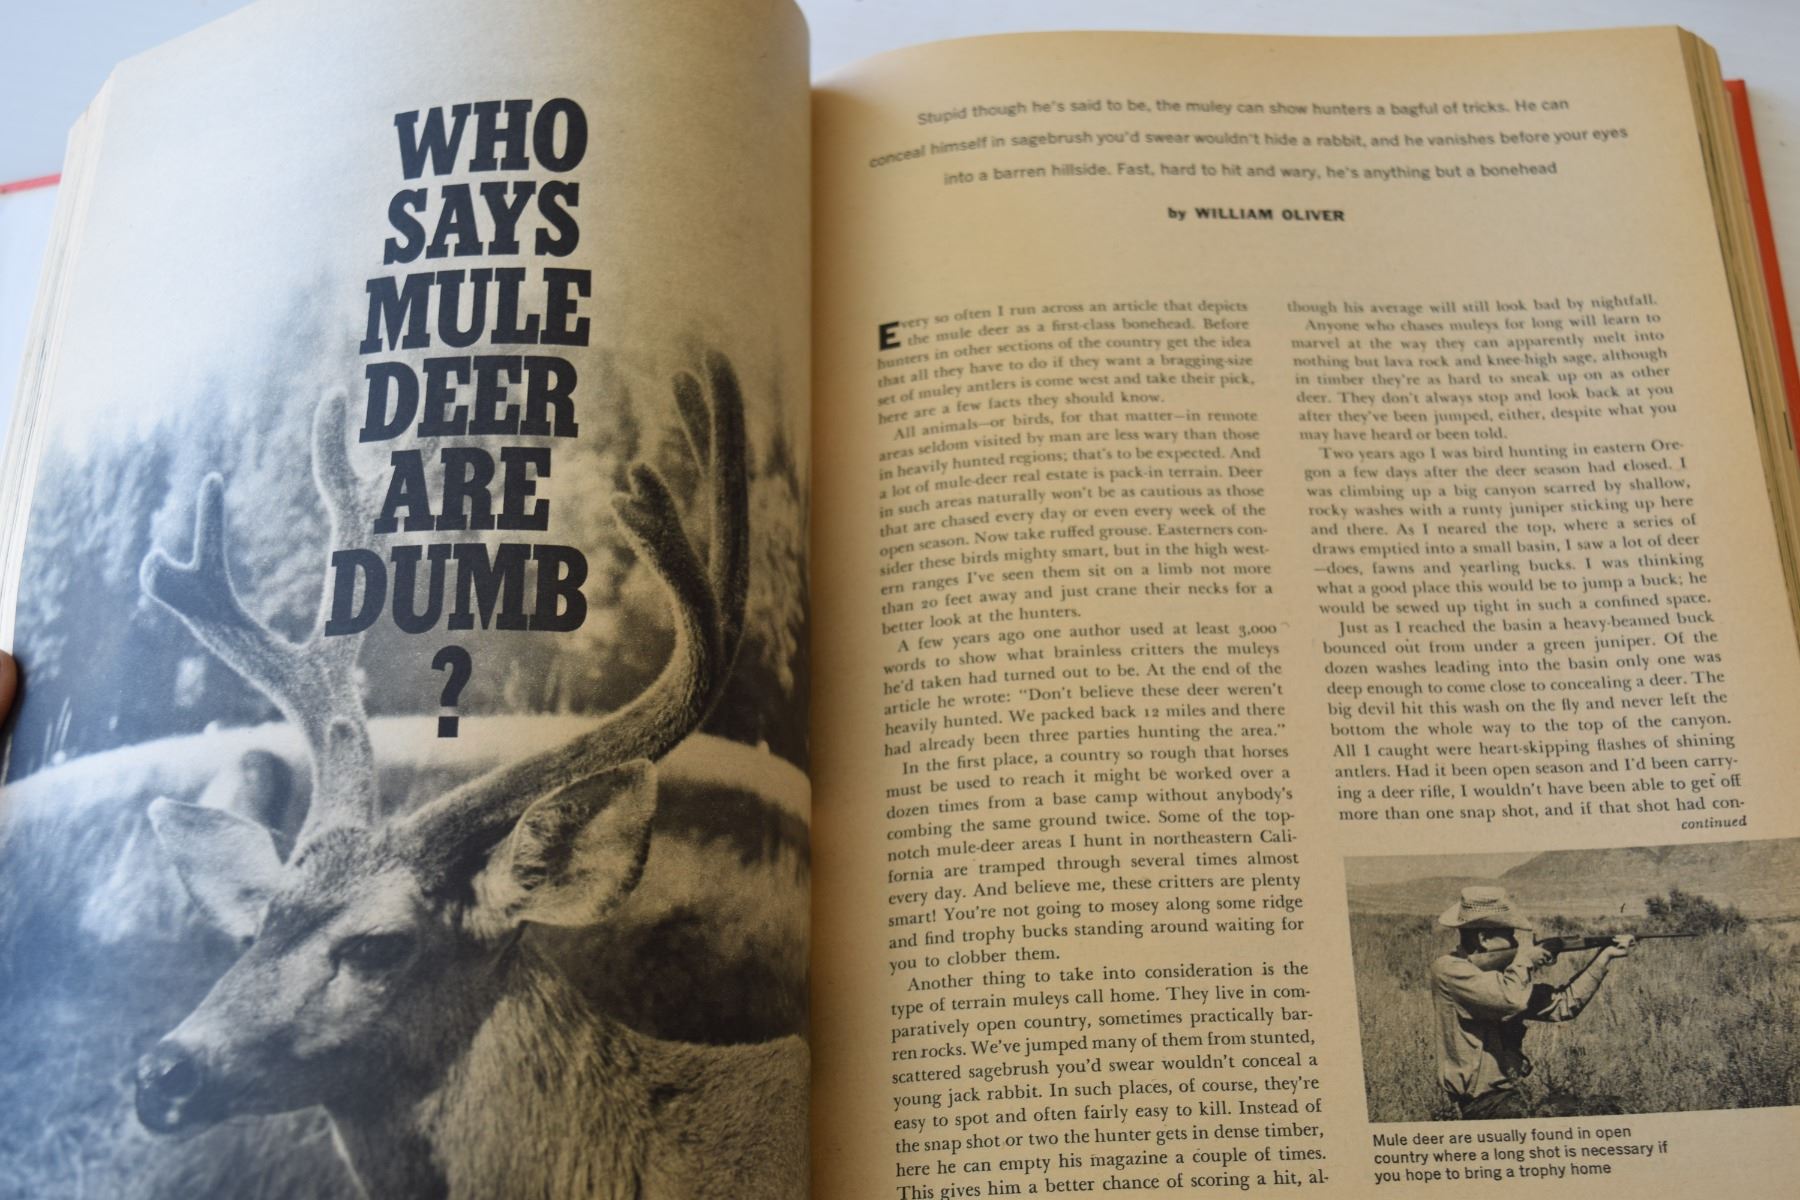 WHO
SAYS
MULE
DEER
ARE
DUMB
?
Stupid though he's said to be, the muley can show hunters a bagful of tricks. He can
conceal himself in sagebrush you'd swear wouldn't hide a rabbit, and he vanishes before your eyes
into a barren hillside. Fast, hard to hit and wary, he's anything but a bonehead
by WILLIAM OLIVER
Every so often I run across an article that depicts
the mule deer as a first-class bonehead. Before
hunters in other sections of the country get the idea
that all they have to do if they want a bragging-size
set of muley antlers is come west and take their pick,
here are a few facts they should know.
All animals—or birds, for that matter—in remote
areas seldom visited by man are less wary than those
in heavily hunted regions; that's to be expected. And
a lot of mule-deer real estate is pack-in terrain. Deer
in such areas naturally won't be as cautious as those
that are chased every day or even every week of the
open season. Now take ruffed grouse. Easterners con-
sider these birds mighty smart, but in the high west-
ern ranges I've seen them sit on a limb not more
than 20 feet away and just crane their necks for a
better look at the hunters.
A few years ago one author used at least 3,000
words to show what brainless critters the muleys
he'd taken had turned out to be. At the end of the
article he wrote: "Don't believe these deer weren't
heavily hunted. We packed back 12 miles and there
had already been three parties hunting the area."
In the first place, a country so rough that horses
must be used to reach it might be worked over a
dozen times from a base camp without anybody's
combing the same ground twice. Some of the top-
notch mule-deer areas I hunt in northeastern Cali-
fornia are tramped through several times almost
every day. And believe me, these critters are plenty
smart! You're not going to mosey along some ridge
and find trophy bucks standing around waiting for
you to clobber them.
Another thing to take into consideration is the
type of terrain muleys call home. They live in com-
paratively open country, sometimes practically bar-
ren rocks. We've jumped many of them from stunted,
scattered sagebrush you'd swear wouldn't conceal a
young jack rabbit. In such places, of course, they're
easy to spot and often fairly easy to kill. Instead of
the snap shot or two the hunter gets in dense timber,
here he can empty his magazine a couple of times.
This gives him a better chance of scoring a hit, al-
though his average will still look bad by nightfall.
Anyone who chases muleys for long will learn to
marvel at the way they can apparently melt into
nothing but lava rock and knee-high sage, although
in timber they're as hard to sneak up on as other
deer. They don't always stop and look back at you
after they've been jumped, either, despite what you
may have heard or been told.
Two years ago I was bird hunting in eastern Ore-
gon a few days after the deer season had closed. I
was climbing up a big canyon scarred by shallow,
rocky washes with a runty juniper sticking up here
and there. As I neared the top, where a series of
draws emptied into a small basin, I saw a lot of deer
—does, fawns and yearling bucks. I was thinking
what a good place this would be to jump a buck; he
would be sewed up tight in such a confined space.
Just as I reached the basin a heavy-beamed buck
bounced out from under a green juniper. Of the
dozen washes leading into the basin only one was
deep enough to come close to concealing a deer. The
big devil hit this wash on the fly and never left the
bottom the whole way to the top of the canyon.
All I caught were heart-skipping flashes of shining
antlers. Had it been open season and I'd been carry-
ing a deer rifle, I wouldn't have been able to get off
more than one snap shot, and if that shot had con-
continued
Mule deer are usually found in open
country where a long shot is necessary if
you hope to bring a trophy home